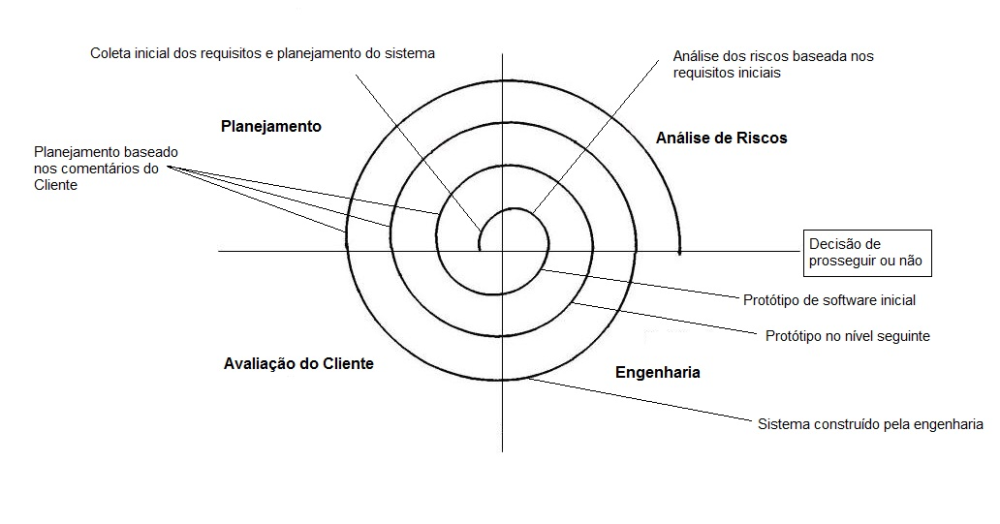 Coleta inicial dos requisitos e planejamento do sistema
Análise dos riscos baseada nos
requisitos iniciais
Planejamento
Análise de Riscos
Planejamento baseado
nos comentários do
Cliente
Decisão de
prosseguir ou não
Protótipo de software inicial
Protótipo no nível seguinte
Avaliação do Cliente
Engenharia
Sistema construído pela engenharia